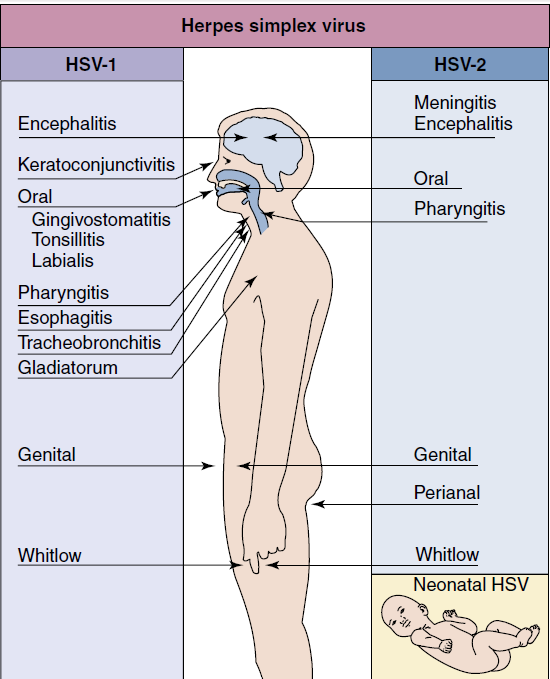 Herpes simplex virus
HSV-1
Encephalitis
Keratoconjunctivitis
Oral
Gingivostomatitis
Tonsillitis
Labialis
Pharyngitis
Esophagitis
Tracheobronchitis
Gladiatorum
Genital
Whitlow
HSV-2
Meningitis
Encephalitis
Oral
Pharyngitis
Genital
Perianal
Whitlow
Neonatal HSV